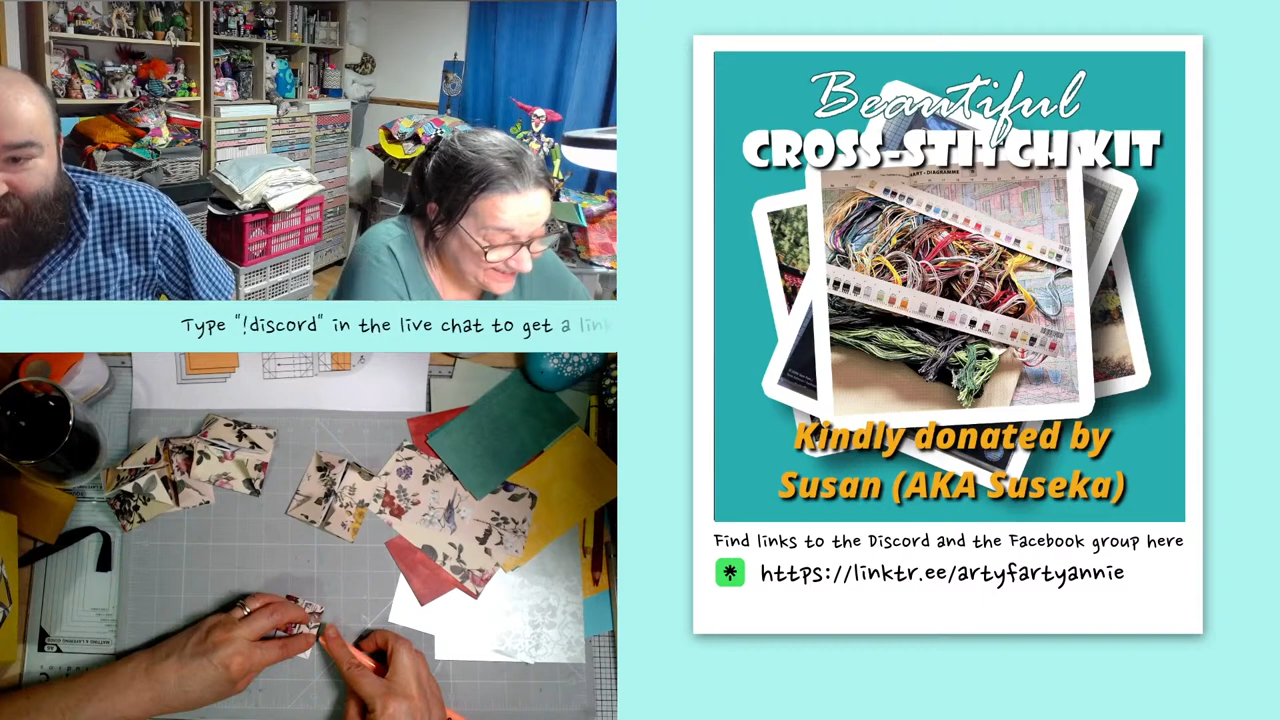 Type "!discord" in the live chat to get a link
Beautiful
CROSS-STITCH KIT
Kindly donated by
Susan (AKA Suseka)
Find links to the Discord and the Facebook group here
https://linktr.ee/artyfartyannie